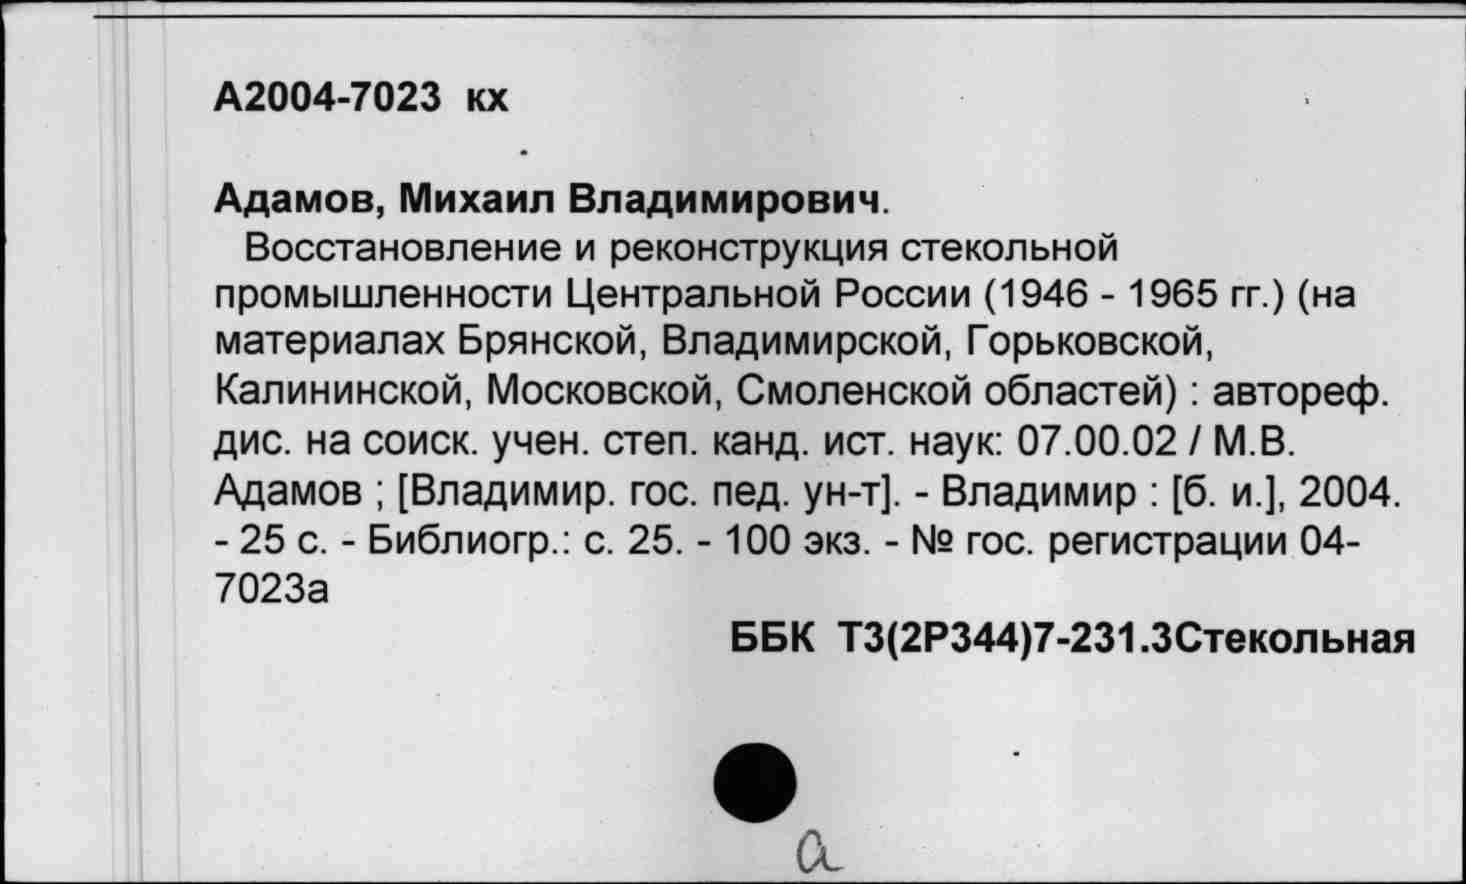 А2004-7023 кх
Адамов, Михаил Владимирович.
Восстановление и реконструкция стекольной
промышленности Центральной России (1946 - 1965 гг.) (на
материалах Брянской, Владимирской, Горьковской,
Калининской, Московской, Смоленской областей) : автореф.
дис. на соиск. учен. степ. канд. ист. наук: 07.00.02 / М.В.
Адамов ; [Владимир. гос. пед. ун-т]. - Владимир : [б. и.], 2004.
- 25 с. - Библиогр.: с. 25. - 100 экз. - № гос. регистрации 04-
7023а
ББК Т3(2Р344)7-231.3Стекольная
а